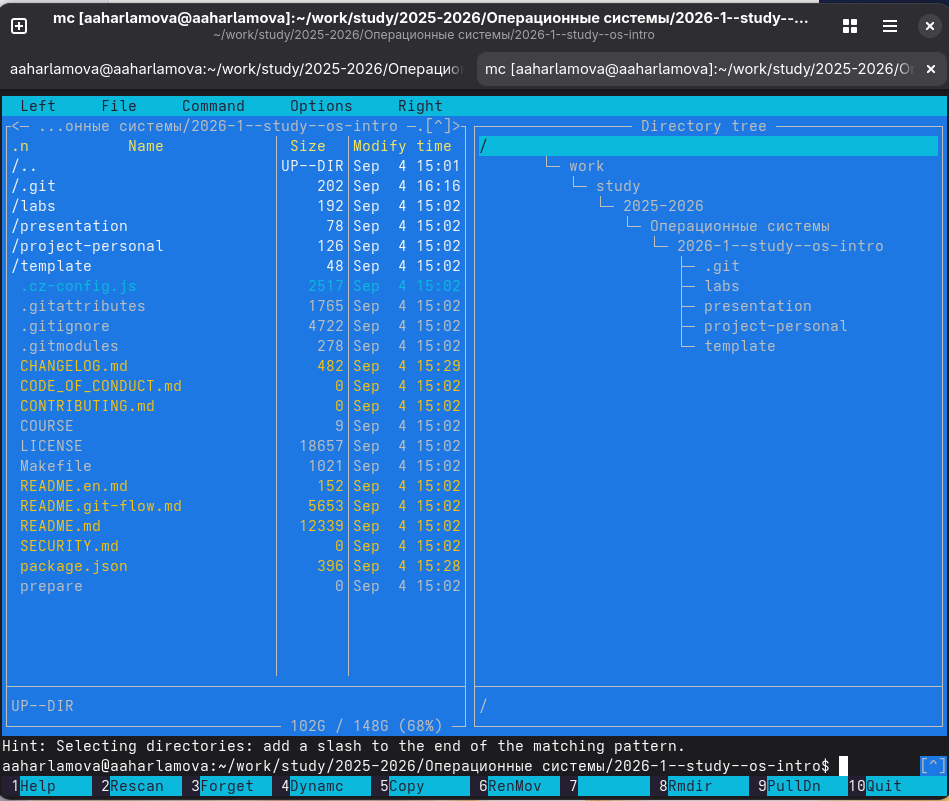 mc [aaharlamova@aaharlamova]:~/work/study/2025-2026/Операционные системы/2026-1--study--...
~/work/study/2025-2026/Операционные системы/2026-1--study--os-intro
aaharlamova@aaharlamova:~/work/study/2025-2026/Операцио
mc [aaharlamova@aaharlamova]:~/work/study/2025-2026/О
Left File Command Options Right
<— ...онные системы/2026-1--study--os-intro —.[^]>
.n Name Size Modify time
/.. UP--DIR Sep 4 15:01
/.git 202 Sep 4 16:16
/labs 192 Sep 4 15:02
/presentation 78 Sep 4 15:02
/project-personal 126 Sep 4 15:02
/template 48 Sep 4 15:02
.cz-config.js 2517 Sep 4 15:02
.gitattributes 1765 Sep 4 15:02
.gitignore 4722 Sep 4 15:02
.gitmodules 278 Sep 4 15:02
CHANGELOG.md 482 Sep 4 15:29
CODE_OF_CONDUCT.md 0 Sep 4 15:02
CONTRIBUTING.md 0 Sep 4 15:02
COURSE 9 Sep 4 15:02
LICENSE 18657 Sep 4 15:02
Makefile 1021 Sep 4 15:02
README.en.md 152 Sep 4 15:02
README.git-flow.md 5653 Sep 4 15:02
README.md 12339 Sep 4 15:02
SECURITY.md 0 Sep 4 15:02
package.json 396 Sep 4 15:28
prepare 0 Sep 4 15:02
UP--DIR
102G / 148G (68%)
Directory tree
/
work
study
2025-2026
Операционные системы
2026-1--study--os-intro
.git
labs
presentation
project-personal
template
/
Hint: Selecting directories: add a slash to the end of the matching pattern.
aaharlamova@aaharlamova:~/work/study/2025-2026/Операционные системы/2026-1--study--os-intro$ [^]
1Help 2Rescan 3Forget 4Dynamc 5Copy 6RenMov 7 8Rmdir 9PullDn 10Quit